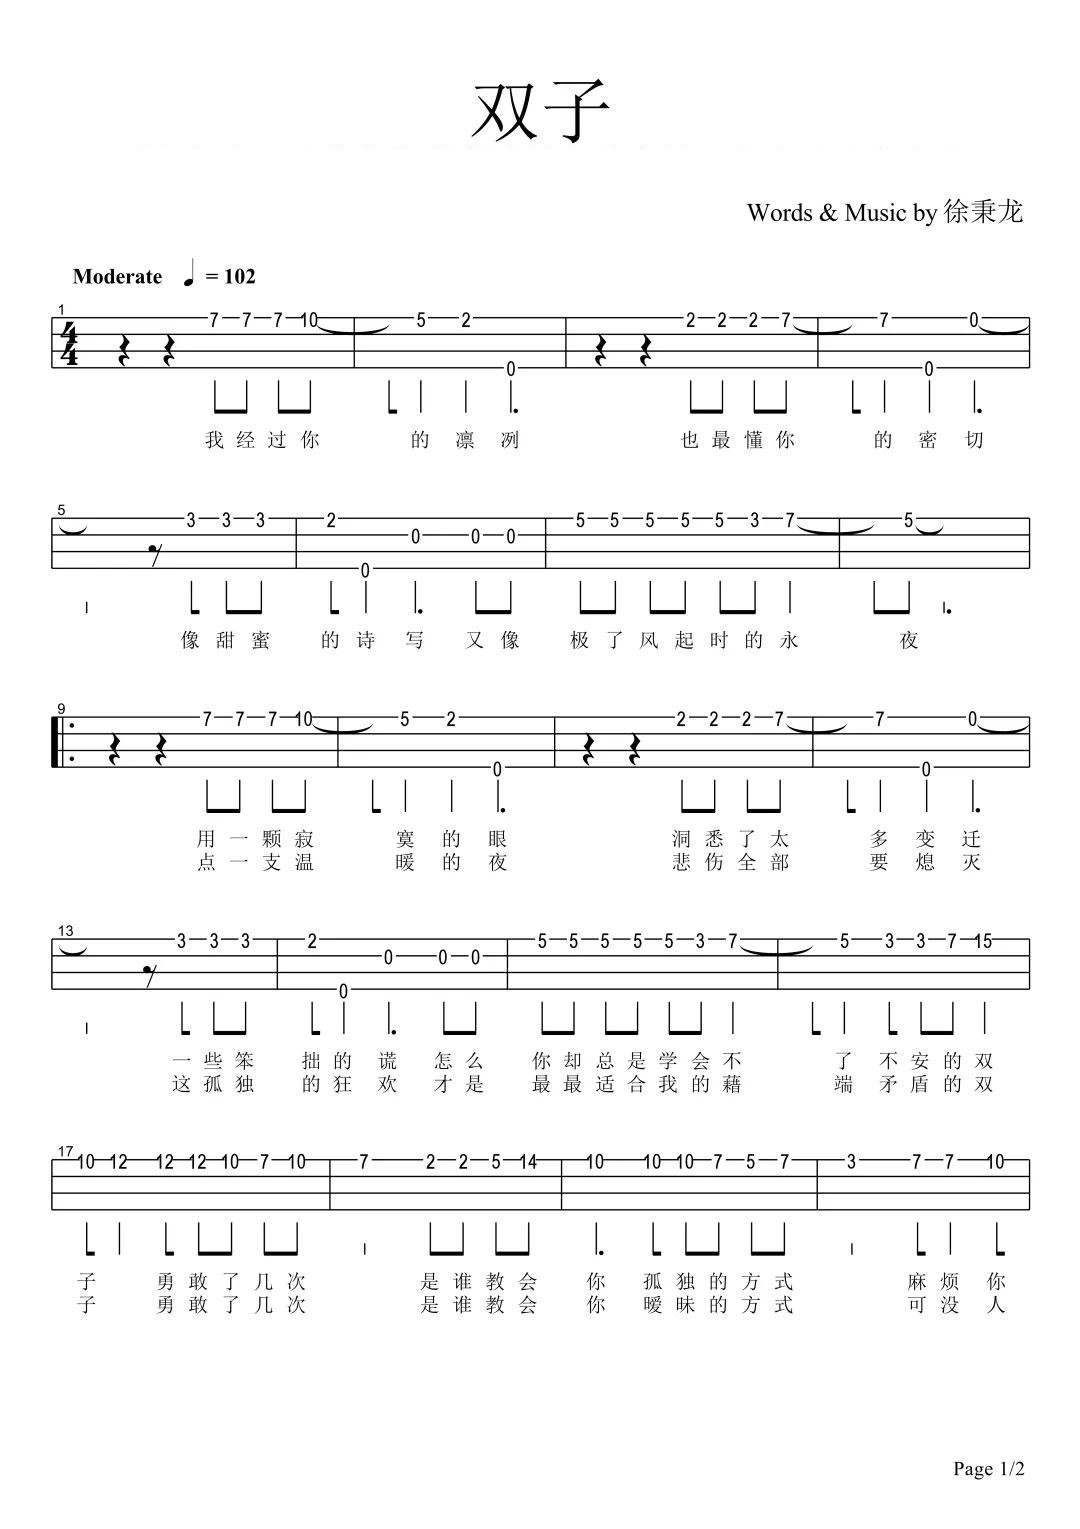 双子
Words & Music by 徐秉龙
Moderate ♩ = 102
1
4
4
7 7 7 10 5 2 0 2 2 2 7 7 0 0
我经过你 的凛冽 也最懂你 的密切
5
3 3 3 2 0 0 0 0 5 5 5 5 5 3 7 5
像甜蜜 的诗写 又像 极了风起时的永 夜
9
7 7 7 10 5 2 0 2 2 2 7 7 0 0
用一颗寂 寞的眼 洞悉了太 多变迁
点一支温 暖的夜 悲伤全部 要熄灭
13
3 3 3 2 0 0 0 0 5 5 5 5 5 3 7 5 3 3 7 15
一些笨 拙的谎 怎么 你却总是学会不 了 不安的双
这孤独 的狂欢 才是 最最适合我的藉 端 矛盾的双
17
10 12 12 12 10 7 10 7 2 2 5 14 10 10 10 7 5 7 3 7 7 10
子 勇敢了几次 是谁教会 你 孤独的方式 麻烦你
子 勇敢了几次 是谁教会 你 暧昧的方式 可没人
Page 1/2